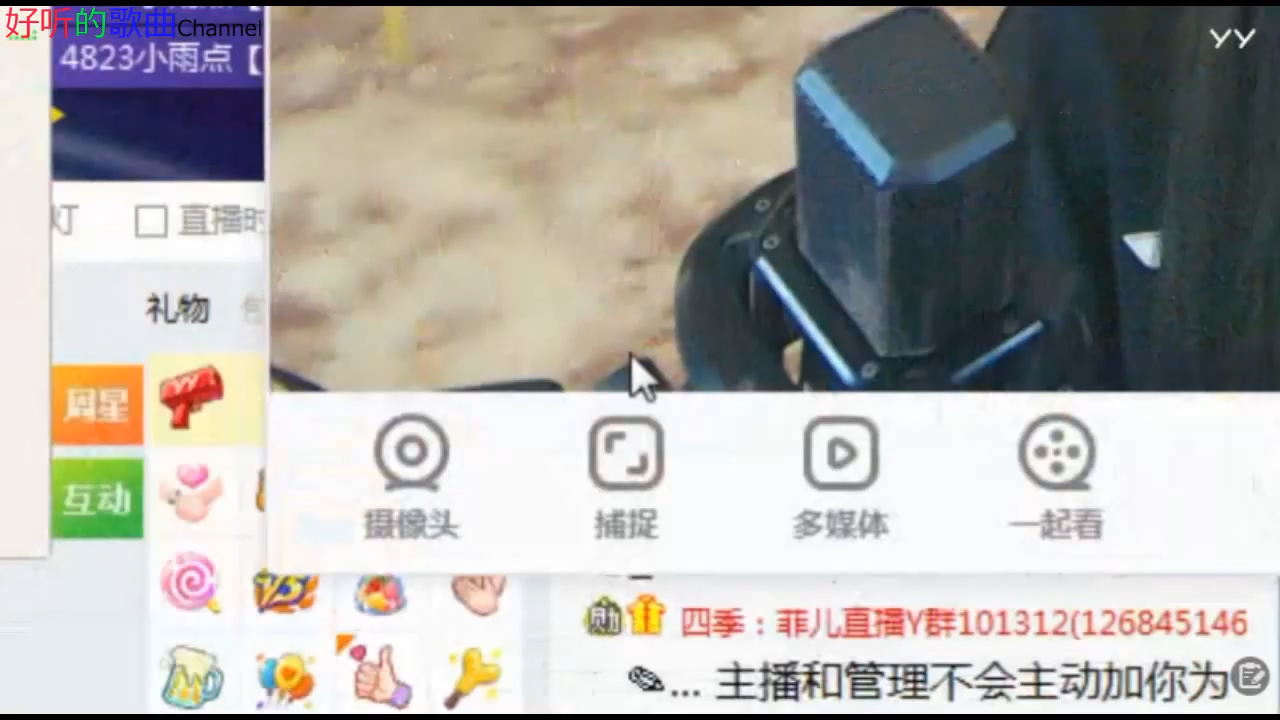 好听的歌曲Channel
4823小雨点【
YY
灯 直播时
礼物
周星
互动
摄像头 捕捉 多媒体 一起看
四季：菲儿直播Y群101312(126845146
... 主播和管理不会主动加你为